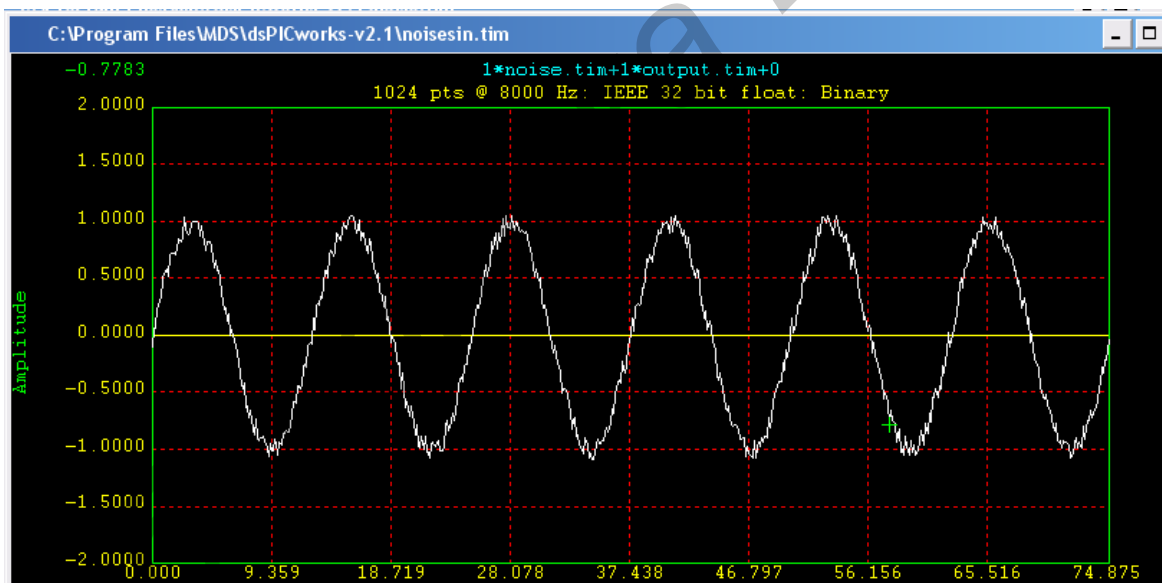 C:\Program Files\MDS\dsPICworks-v2.1\noisesin.tim
-0.7783
1*noise.tim+1*output.tim+0
1024 pts @ 8000 Hz: IEEE 32 bit float: Binary
2.0000
1.5000
1.0000
0.5000
0.0000
-0.5000
-1.0000
-1.5000
-2.0000
Amplitude
0.000 9.359 18.719 28.078 37.438 46.797 56.156 65.516 74.875